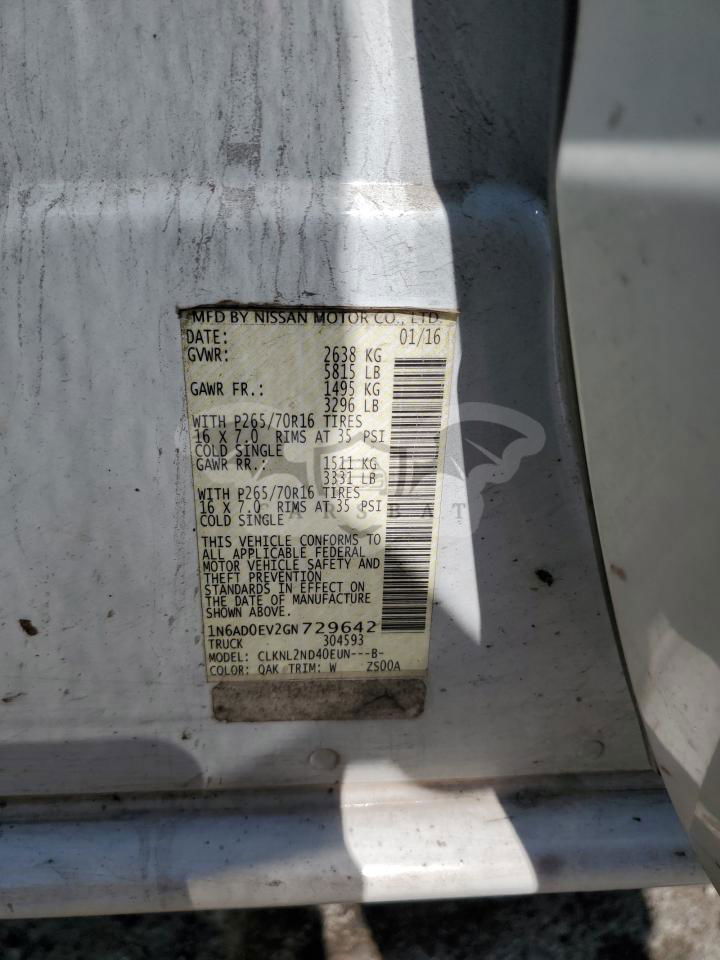 MFD BY NISSAN MOTOR CO., LTD.
DATE: 01/16
GVWR: 2638 KG
5815 LB
GAWR FR.: 1495 KG
3296 LB
WITH P265/70R16 TIRES
16 X 7.0 RIMS AT 35 PSI
COLD SINGLE
GAWR RR.: 1511 KG
3331 LB
WITH P265/70R16 TIRES
16 X 7.0 RIMS AT 35 PSI
COLD SINGLE
CARSBAT
THIS VEHICLE CONFORMS TO
ALL APPLICABLE FEDERAL
MOTOR VEHICLE SAFETY AND
THEFT PREVENTION
STANDARDS IN EFFECT ON
THE DATE OF MANUFACTURE
SHOWN ABOVE.
1N6AD0EV2GN729642
TRUCK 304593
MODEL: CLKNL2ND40EUN---B-
COLOR: QAK TRIM: W ZS00A